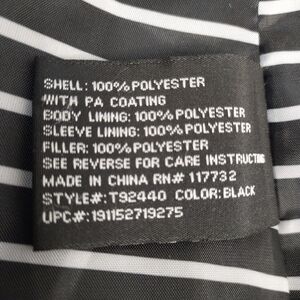 SHELL: 100% POLYESTER
WITH PA COATING
BODY LINING: 100% POLYESTER
SLEEVE LINING: 100% POLYESTER
FILLER: 100% POLYESTER
SEE REVERSE FOR CARE INSTRUCTING
MADE IN CHINA RN# 117732
STYLE#: T92440 COLOR: BLACK
UPC#: 191152719275